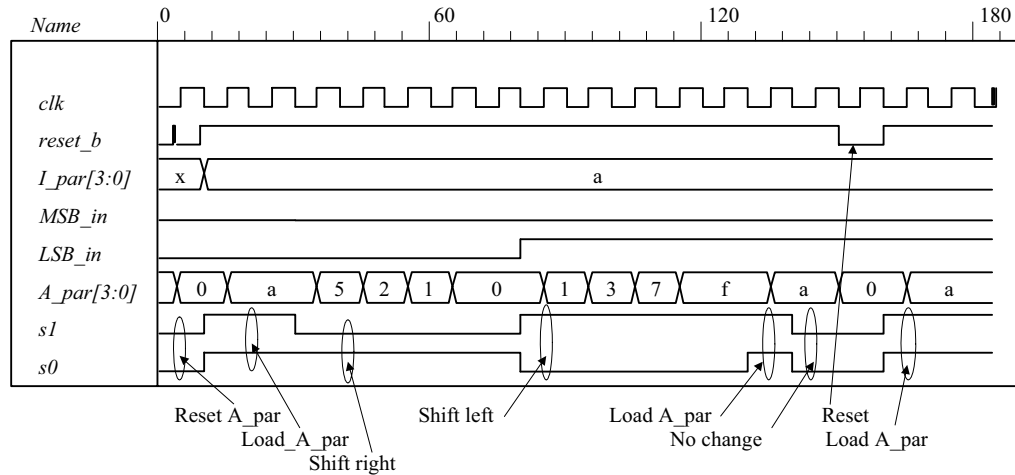 Name 0 60 120 180
clk
reset_b
I_par[3:0] x a
MSB_in
LSB_in
A_par[3:0] 0 a 5 2 1 0 1 3 7 f a 0 a
s1
s0
Reset A_par Shift left Load A_par Reset
Load_A_par No change Load A_par
Shift right